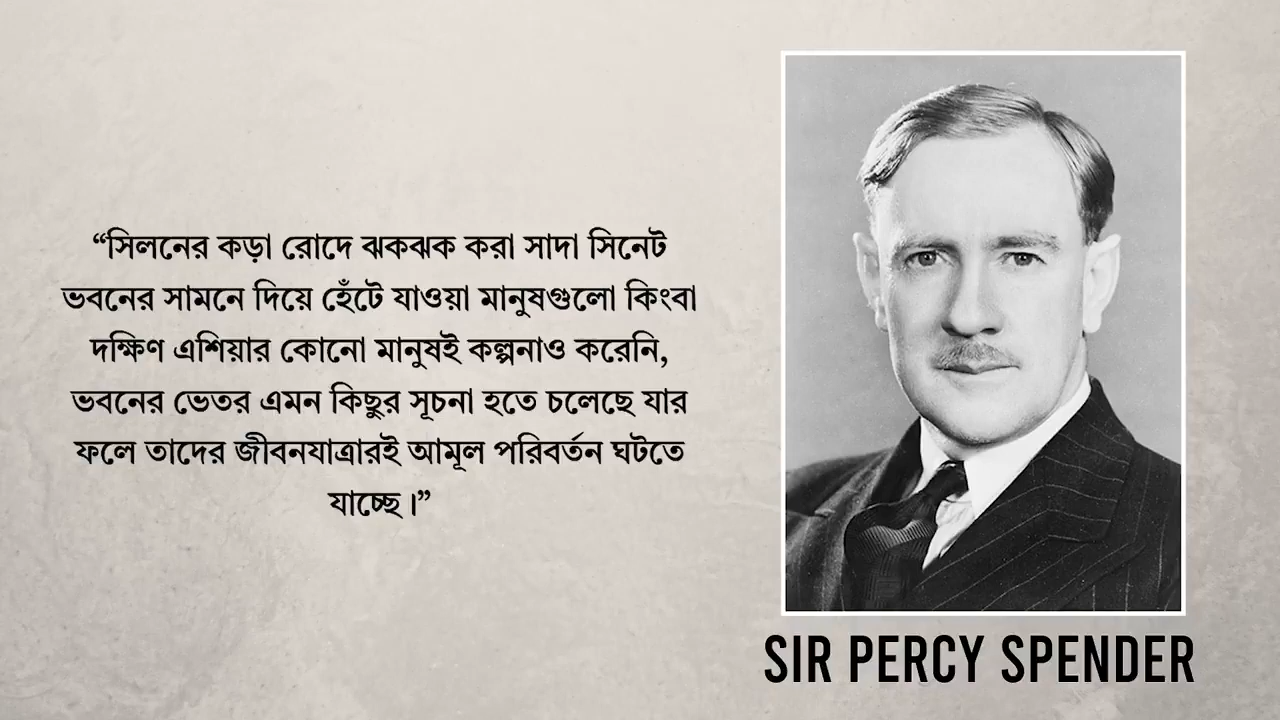 “সিলনের কড়া রোদে ঝকঝক করা সাদা সিনেট
ভবনের সামনে দিয়ে হেঁটে যাওয়া মানুষগুলো কিংবা
দক্ষিণ এশিয়ার কোনো মানুষই কল্পনাও করেনি,
ভবনের ভেতর এমন কিছুর সূচনা হতে চলেছে যার
ফলে তাদের জীবনযাত্রারই আমূল পরিবর্তন ঘটতে
যাচ্ছে।”
SIR PERCY SPENDER